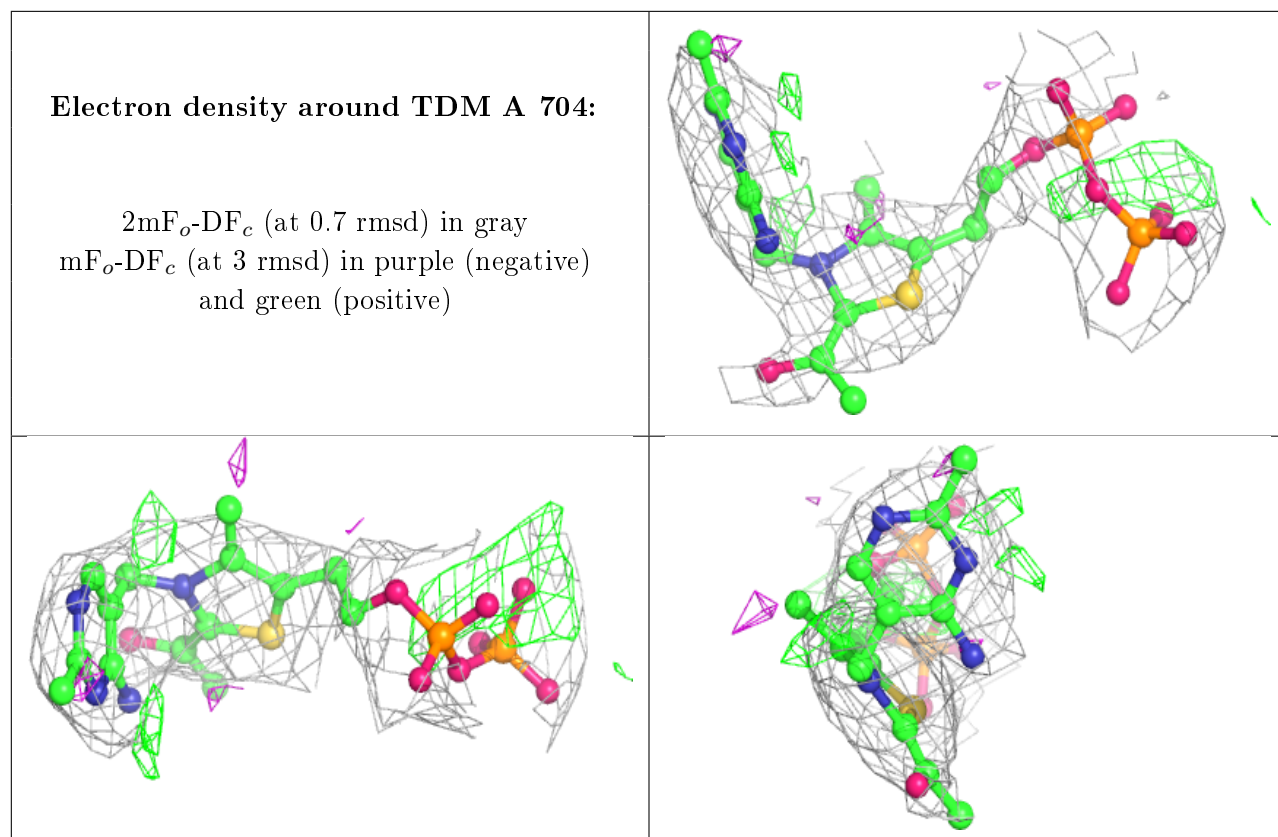 Electron density around TDM A 704:
2mFo-DFc (at 0.7 rmsd) in gray
mFo-DFc (at 3 rmsd) in purple (negative)
and green (positive)